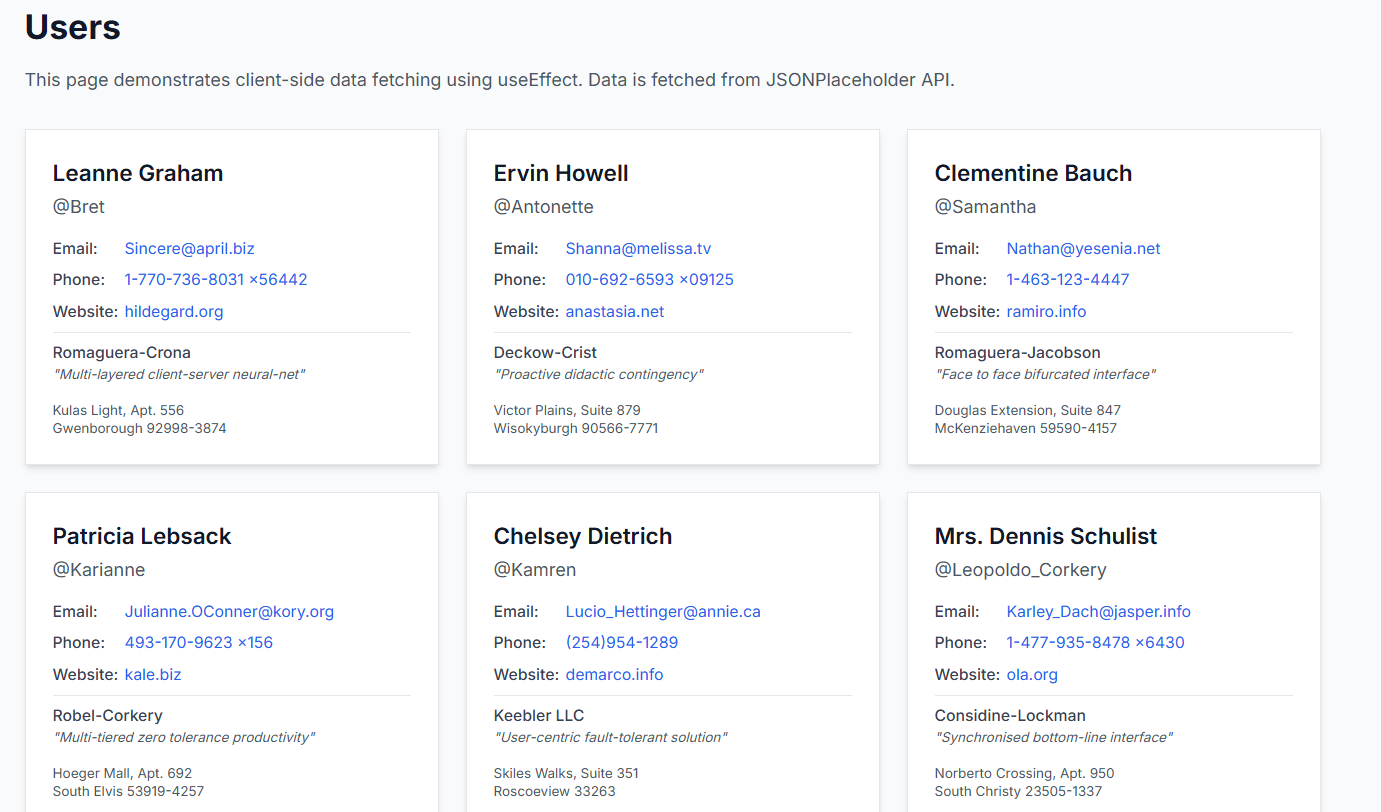 Users
This page demonstrates client-side data fetching using useEffect. Data is fetched from JSONPlaceholder API.
Leanne Graham
@Bret
Email: Sincere@april.biz
Phone: 1-770-736-8031 x56442
Website: hildegard.org
Romaguera-Crona
"Multi-layered client-server neural-net"
Kulas Light, Apt. 556
Gwenborough 92998-3874
Ervin Howell
@Antonette
Email: Shanna@melissa.tv
Phone: 010-692-6593 x09125
Website: anastasia.net
Deckow-Crist
"Proactive didactic contingency"
Victor Plains, Suite 879
Wisokyburgh 90566-7771
Clementine Bauch
@Samantha
Email: Nathan@yesenia.net
Phone: 1-463-123-4447
Website: ramiro.info
Romaguera-Jacobson
"Face to face bifurcated interface"
Douglas Extension, Suite 847
McKenziehaven 59590-4157
Patricia Lebsack
@Karianne
Email: Julianne.OConner@kory.org
Phone: 493-170-9623 x156
Website: kale.biz
Robel-Corkery
"Multi-tiered zero tolerance productivity"
Hoeger Mall, Apt. 692
South Elvis 53919-4257
Chelsey Dietrich
@Kamren
Email: Lucio_Hettinger@annie.ca
Phone: (254)954-1289
Website: demarco.info
Keebler LLC
"User-centric fault-tolerant solution"
Skiles Walks, Suite 351
Roscoeview 33263
Mrs. Dennis Schulist
@Leopoldo_Corkery
Email: Karley_Dach@jasper.info
Phone: 1-477-935-8478 x6430
Website: ola.org
Considine-Lockman
"Synchronised bottom-line interface"
Norberto Crossing, Apt. 950
South Christy 23505-1337